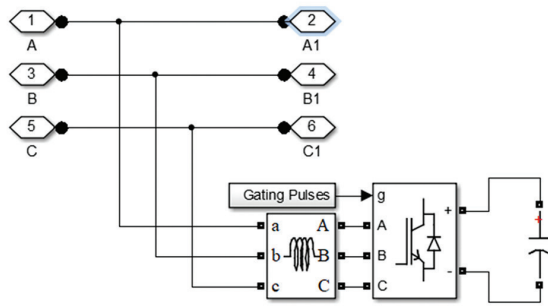 1 2
A A1
3 4
B B1
5 6
C C1
Gating Pulses g
a A A +
b B B
c C C -